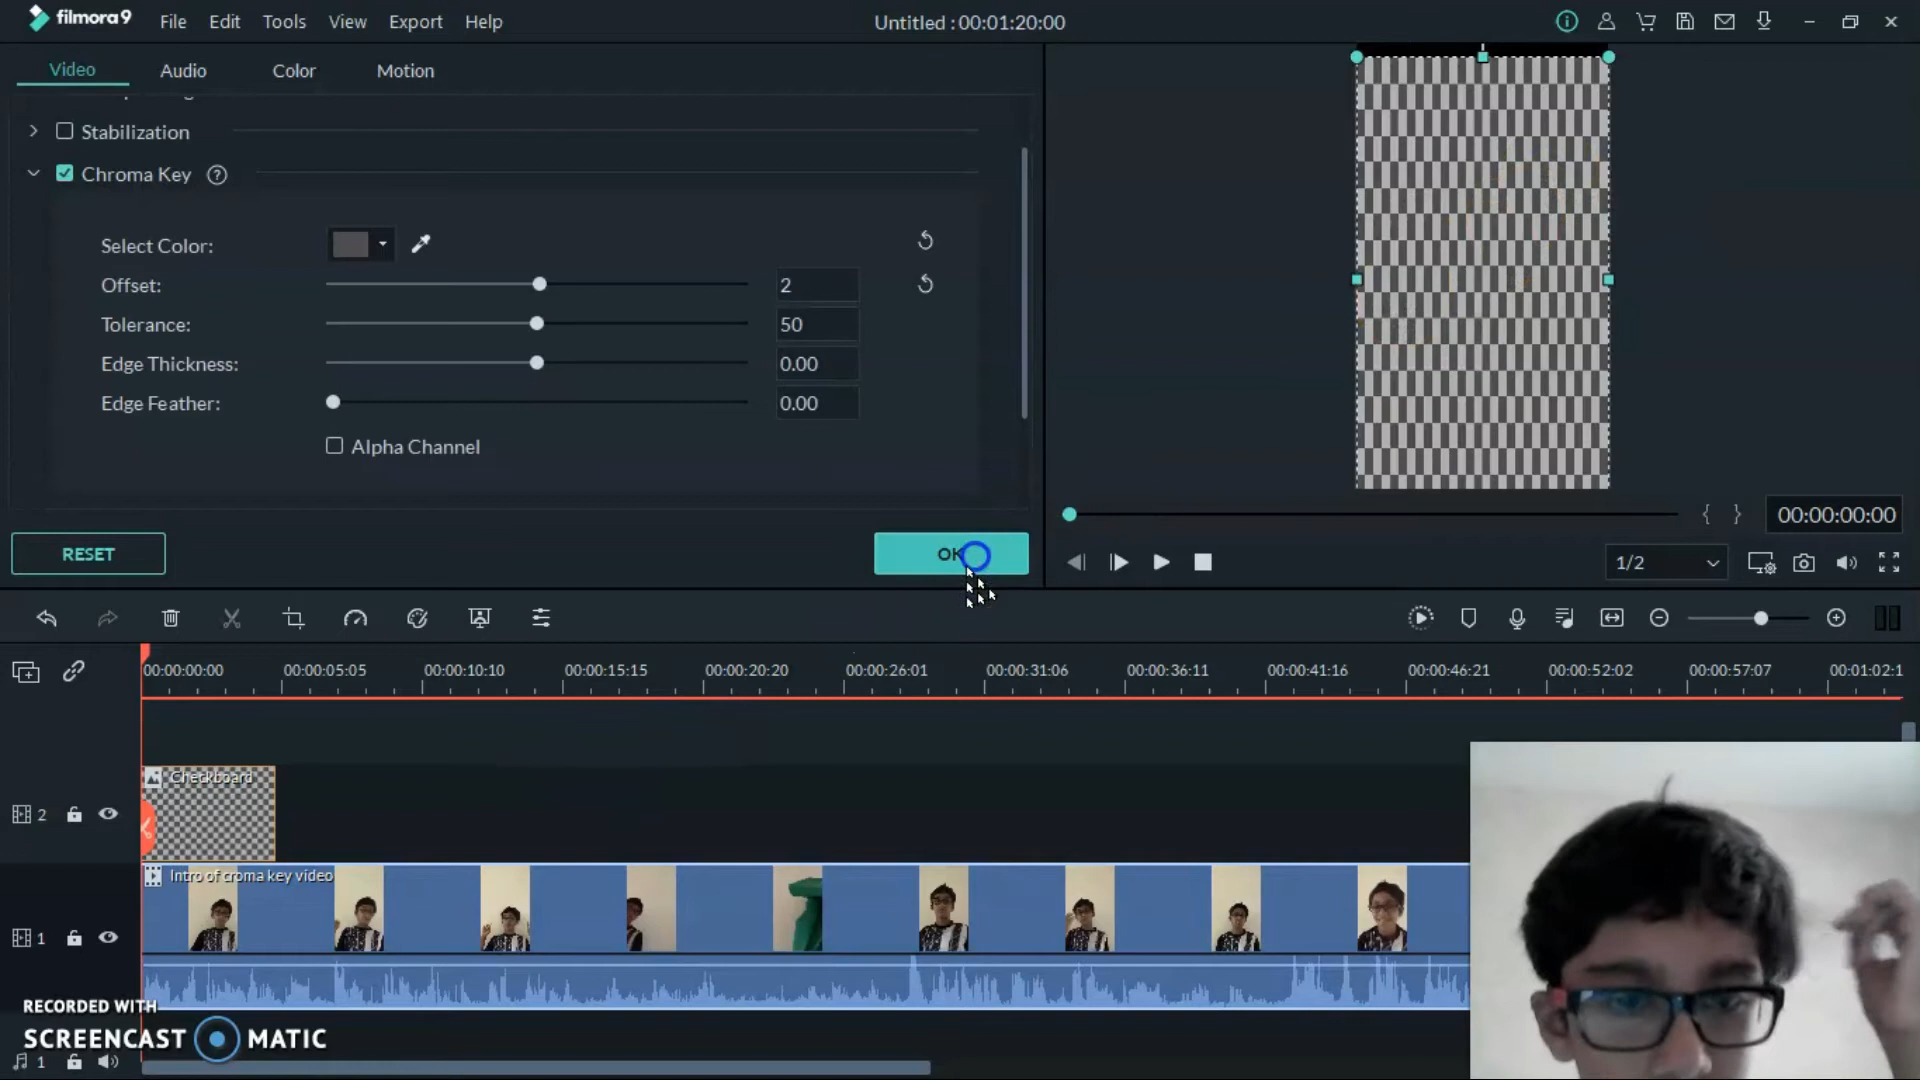 filmora9 File Edit Tools View Export Help Untitled : 00:01:20:00
Video Audio Color Motion
Stabilization
Chroma Key
Select Color:
Offset: 2
Tolerance: 50
Edge Thickness: 0.00
Edge Feather: 0.00
Alpha Channel
RESET OK
{ } 00:00:00:00
1/2
00:00:00:00 00:00:05:05 00:00:10:10 00:00:15:15 00:00:20:20 00:00:26:01 00:00:31:06 00:00:36:11 00:00:41:16 00:00:46:21 00:00:52:02 00:00:57:07 00:01:02:1
Checkboard
2
Intro of croma key video
1
RECORDED WITH
SCREENCAST MATIC
1